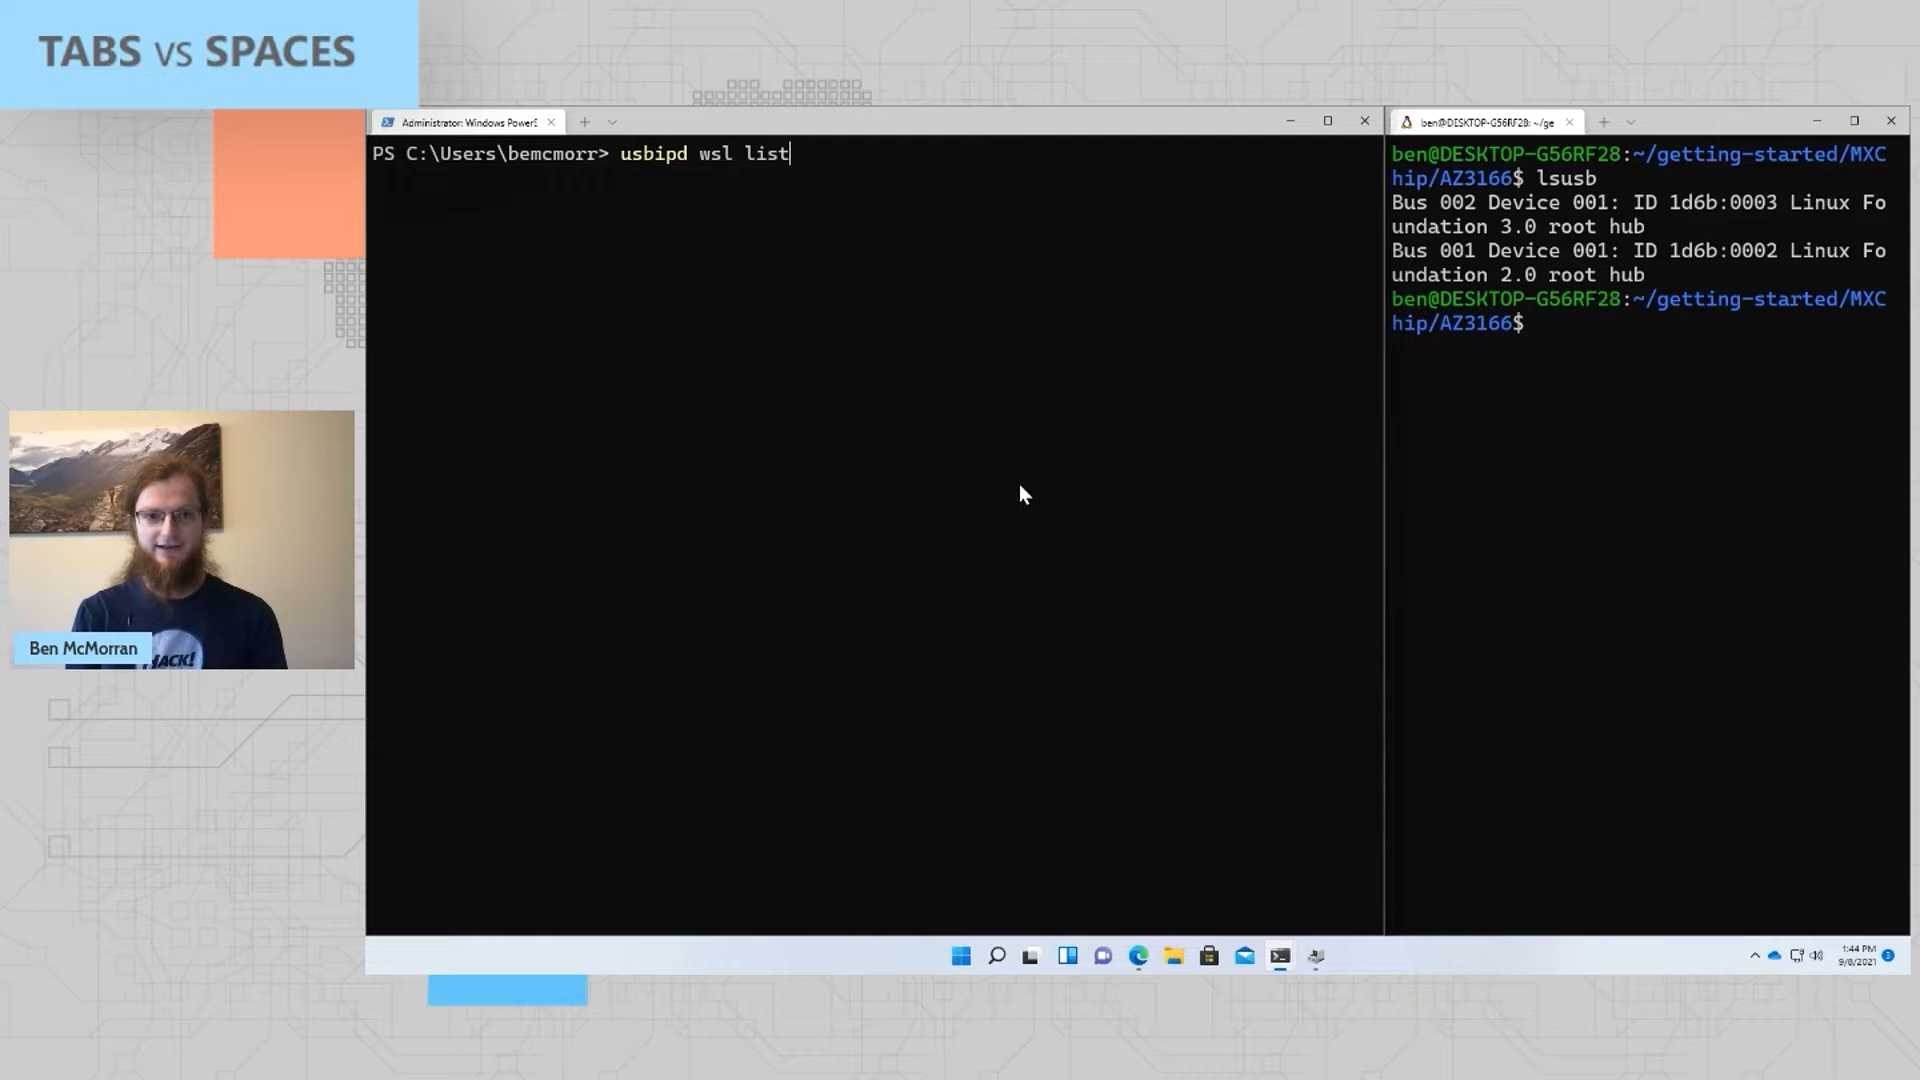 TABS VS SPACES
Administrator: Windows PowerS
PS C:\Users\bemcmorr> usbipd wsl list
ben@DESKTOP-G56RF28: ~/ge
ben@DESKTOP-G56RF28:~/getting-started/MXC
hip/AZ3166$ lsusb
Bus 002 Device 001: ID 1d6b:0003 Linux Fo
undation 3.0 root hub
Bus 001 Device 001: ID 1d6b:0002 Linux Fo
undation 2.0 root hub
ben@DESKTOP-G56RF28:~/getting-started/MXC
hip/AZ3166$
HACK!
Ben McMorran
1:44 PM
9/8/2021
3